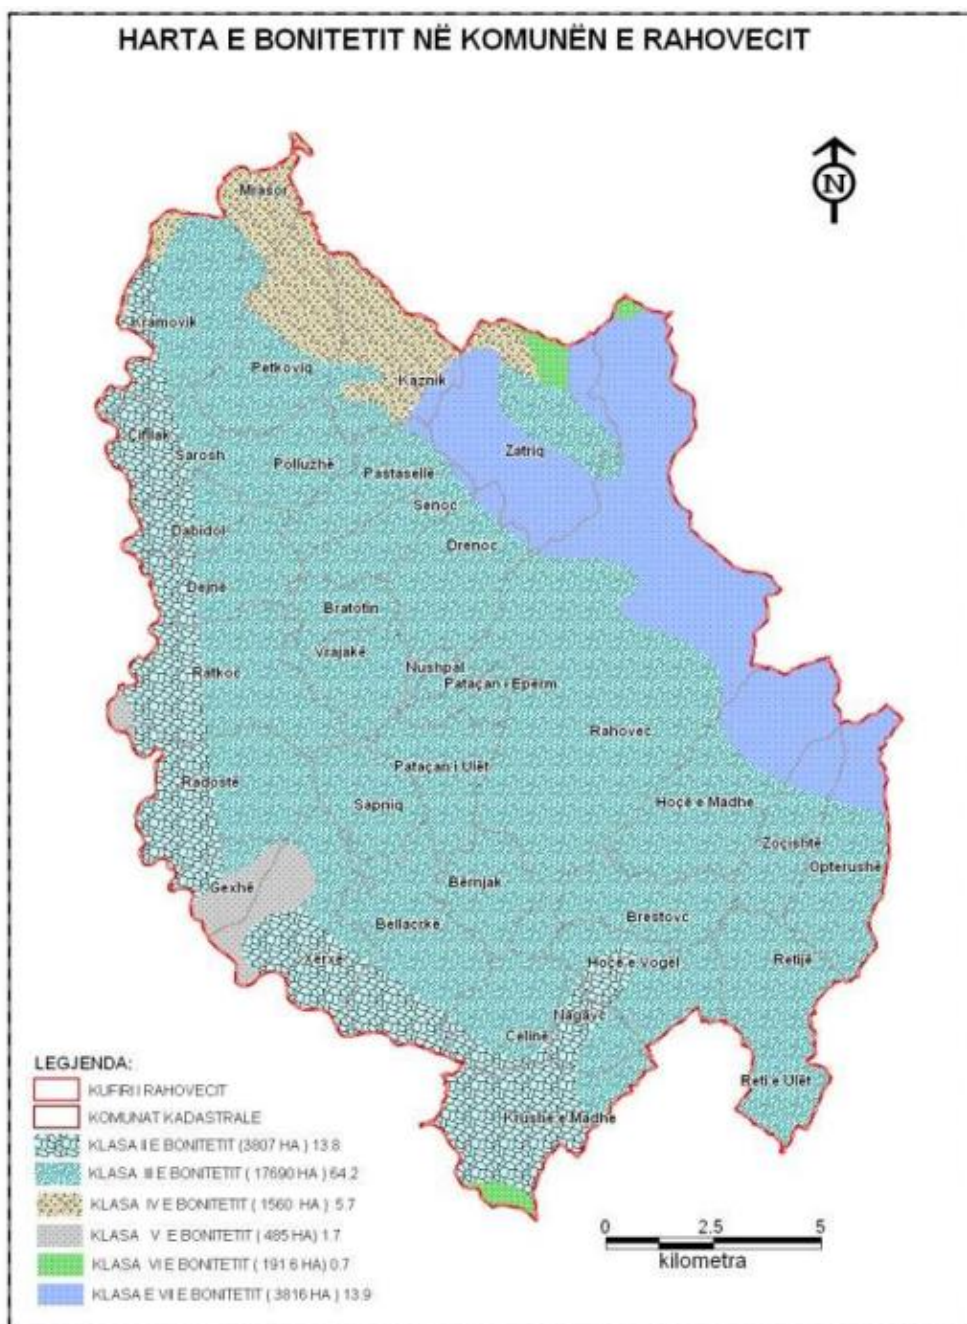 HARTA E BONITETIT NË KOMUNËN E RAHOVECIT
N
Mrasor
Kramovik
Petkoviq
Kaznik
Çifllak
Sarosh
Polluzhë
Pastasellë
Zatriq
Senoc
Drenoc
Dabidol
Dejnë
Bratotin
Vrajakë
Nushpal
Ratkoc
Pataçan i Epërm
Rahovec
Pataçan i Ulët
Radostë
Sapniq
Hoçë e Madhe
Zoçishtë
Opterushë
Gexhë
Bërnjak
Bellacrkë
Brestovc
Xërxë
Hoçë e Vogël
Retijë
Nagavc
Celinë
Reti e Ulët
Krushë e Madhe
LEGJENDA:
KUFIRI I RAHOVECIT
KOMUNAT KADASTRALE
KLASA II E BONITETIT (3807 HA ) 13.8
KLASA III E BONITETIT ( 17690 HA ) 64.2
KLASA IV E BONITETIT ( 1560 HA ) 5.7
KLASA V E BONITETIT ( 485 HA ) 1.7
KLASA VI E BONITETIT ( 191 6 HA) 0.7
KLASA E VII E BONITETIT ( 3816 HA ) 13.9
0 2.5 5
kilometra